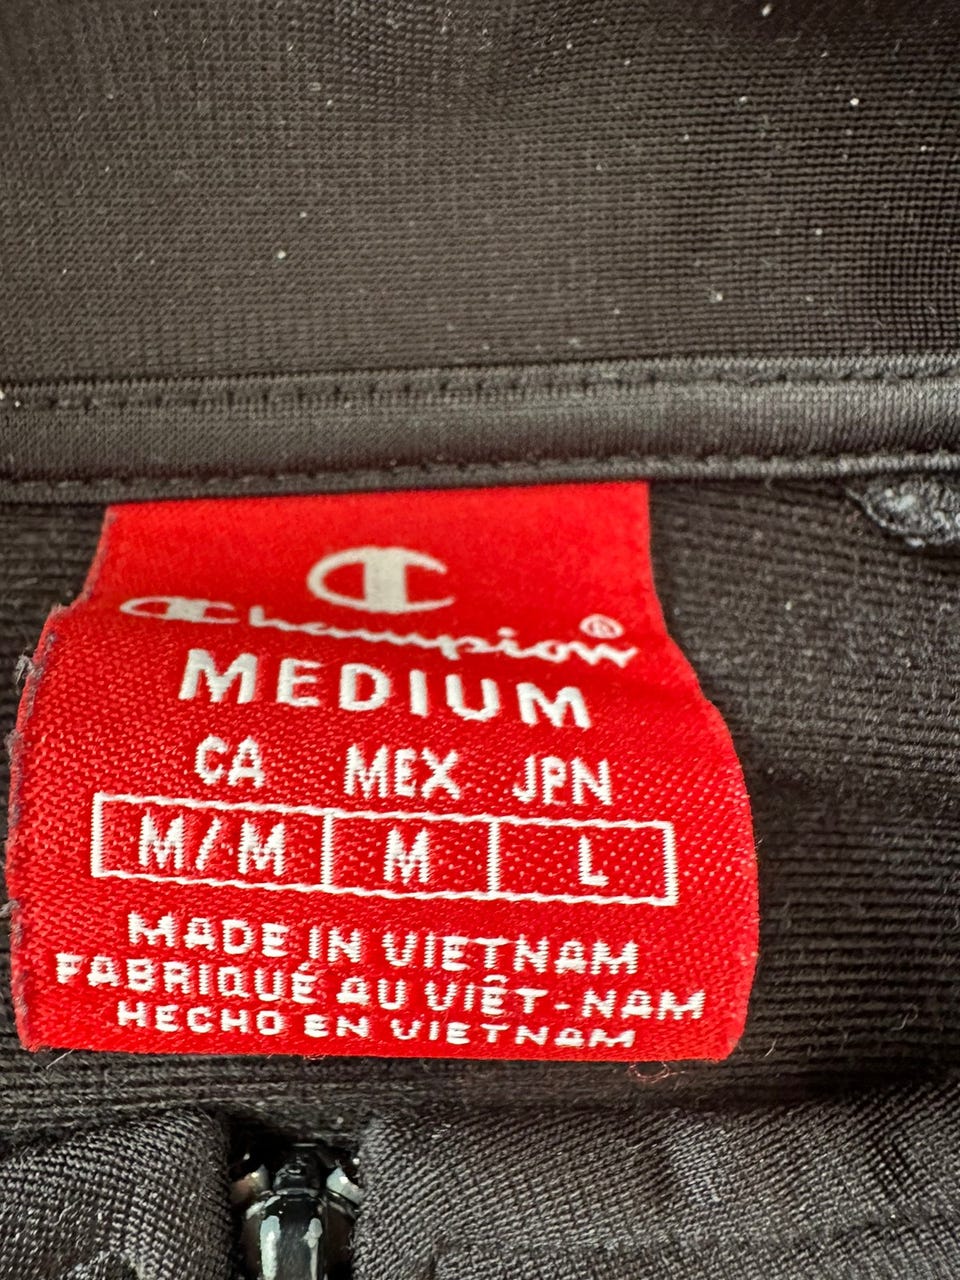 C
Champion®
MEDIUM
CA MEX JPN
M/M M L
MADE IN VIETNAM
FABRIQUÉ AU VIÊT-NAM
HECHO EN VIETNAM